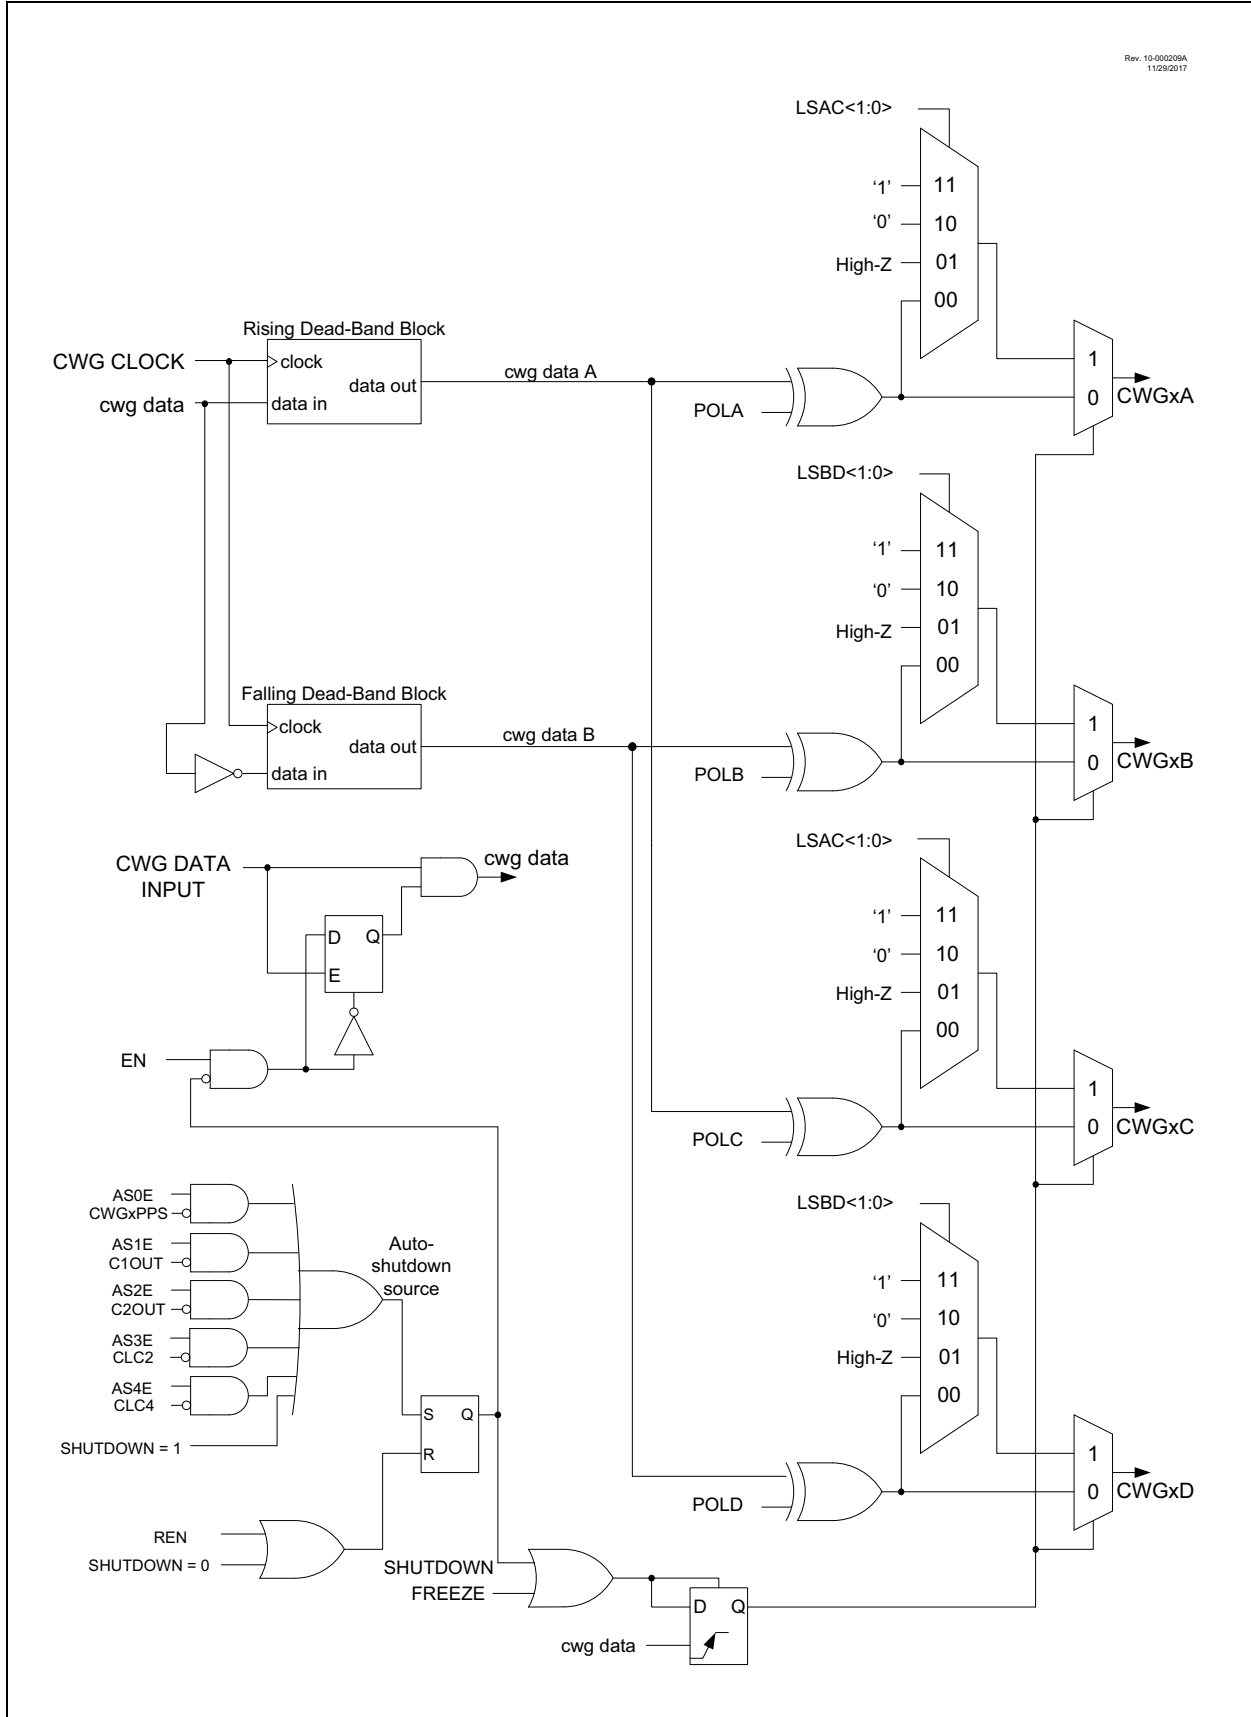 Rev. 10-000209A
11/29/2017
LSAC<1:0>
'1'
11
'0'
10
High-Z
01
00
Rising Dead-Band Block
CWG CLOCK
clock
data out
cwg data
data in
cwg data A
POLA
1
0
CWGxA
LSBD<1:0>
'1'
11
'0'
10
High-Z
01
00
Falling Dead-Band Block
clock
data out
data in
cwg data B
POLB
1
0
CWGxB
CWG DATA
INPUT
cwg data
D
Q
E
EN
LSAC<1:0>
'1'
11
'0'
10
High-Z
01
00
POLC
1
0
CWGxC
AS0E
CWGxPPS
AS1E
C1OUT
AS2E
C2OUT
AS3E
CLC2
AS4E
CLC4
SHUTDOWN = 1
Auto-
shutdown
source
S
Q
R
REN
SHUTDOWN = 0
LSBD<1:0>
'1'
11
'0'
10
High-Z
01
00
POLD
1
0
CWGxD
SHUTDOWN
FREEZE
D
Q
cwg data